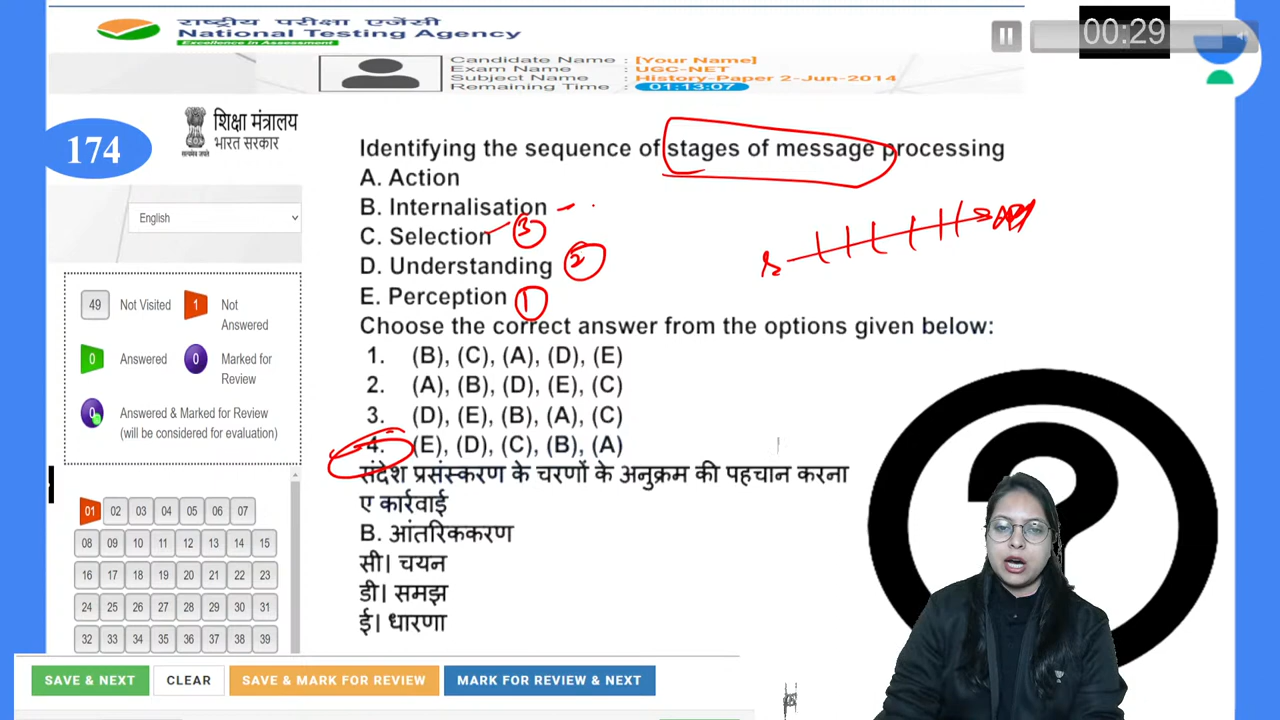 राष्ट्रीय परीक्षा एजेंसी
National Testing Agency
Excellence in Assessment
00:29
Candidate Name : [Your Name]
Exam Name : UGC-NET
Subject Name : History-Paper 2-Jun-2014
Remaining Time : 01:13:07
शिक्षा मंत्रालय
भारत सरकार
174
English
49 Not Visited 1 Not Answered
0 Answered 0 Marked for Review
0 Answered & Marked for Review (will be considered for evaluation)
01 02 03 04 05 06 07
08 09 10 11 12 13 14 15
16 17 18 19 20 21 22 23
24 25 26 27 28 29 30 31
32 33 34 35 36 37 38 39
Identifying the sequence of stages of message processing
A. Action
B. Internalisation
C. Selection 3
D. Understanding 2
E. Perception 1
Choose the correct answer from the options given below:
1. (B), (C), (A), (D), (E)
2. (A), (B), (D), (E), (C)
3. (D), (E), (B), (A), (C)
4. (E), (D), (C), (B), (A)
संदेश प्रसंस्करण के चरणों के अनुक्रम की पहचान करना
ए कार्रवाई
B. आंतरिककरण
सी। चयन
डी। समझ
ई। धारणा
SAVE & NEXT CLEAR SAVE & MARK FOR REVIEW MARK FOR REVIEW & NEXT